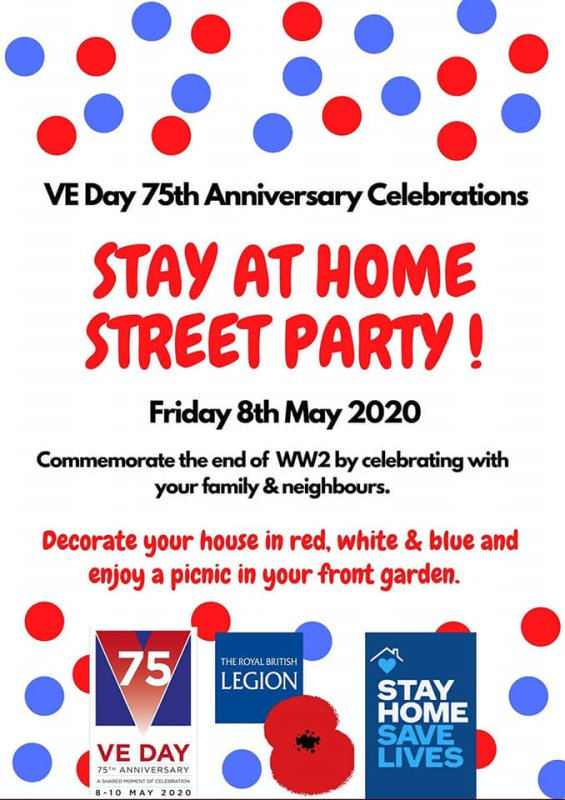 VE Day 75th Anniversary Celebrations
STAY AT HOME
STREET PARTY !
Friday 8th May 2020
Commemorate the end of WW2 by celebrating with
your family & neighbours.
Decorate your house in red, white & blue and
enjoy a picnic in your front garden.
75
VE DAY
75TH ANNIVERSARY
A SHARED MOMENT OF CELEBRATION
8-10 MAY 2020
THE ROYAL BRITISH
LEGION
STAY
HOME
SAVE
LIVES